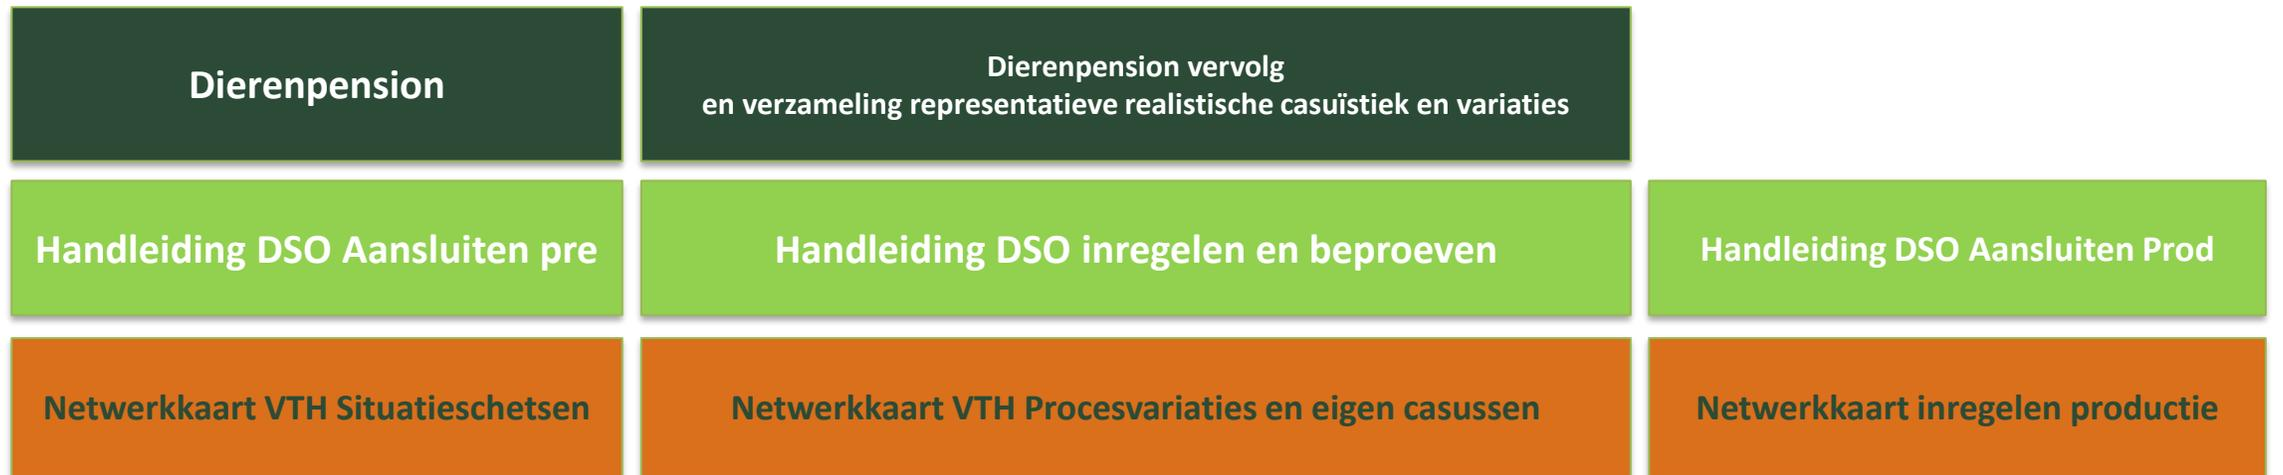 Dierenpension
Dierenpension vervolg
en verzameling representatieve realistische casuïstiek en variaties
Handleiding DSO Aansluiten pre
Handleiding DSO inregelen en beproeven
Handleiding DSO Aansluiten Prod
Netwerkkaart VTH Situatieschetsen
Netwerkkaart VTH Procesvariaties en eigen casussen
Netwerkkaart inregelen productie